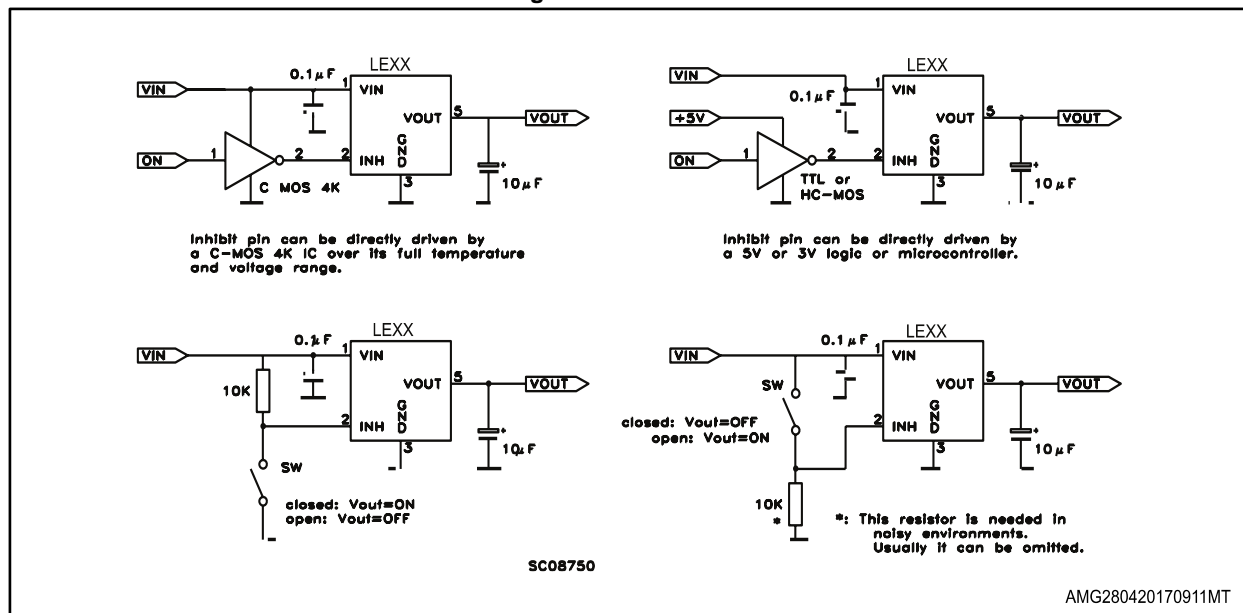 LEXX
VIN
0.1μF
1
VIN
VOUT
5
VOUT
GND
ON
1
2
2
INH
3
C MOS 4K
10μF
Inhibit pin can be directly driven by
a C-MOS 4K IC over its full temperature
and voltage range.
LEXX
VIN
0.1μF
1
VIN
+5V
VOUT
5
VOUT
GND
ON
1
2
2
INH
3
TTL or
HC-MOS
10μF
Inhibit pin can be directly driven by
a 5V or 3V logic or microcontroller.
LEXX
VIN
0.1μF
1
VIN
10K
VOUT
5
VOUT
GND
2
INH
3
SW
10μF
closed: Vout=ON
open: Vout=OFF
LEXX
VIN
0.1μF
1
VIN
SW
VOUT
5
VOUT
GND
closed: Vout=OFF
open: Vout=ON
2
INH
3
10μF
10K
*
*: This resistor is needed in
noisy environments.
Usually it can be omitted.
SC08750
AMG280420170911MT